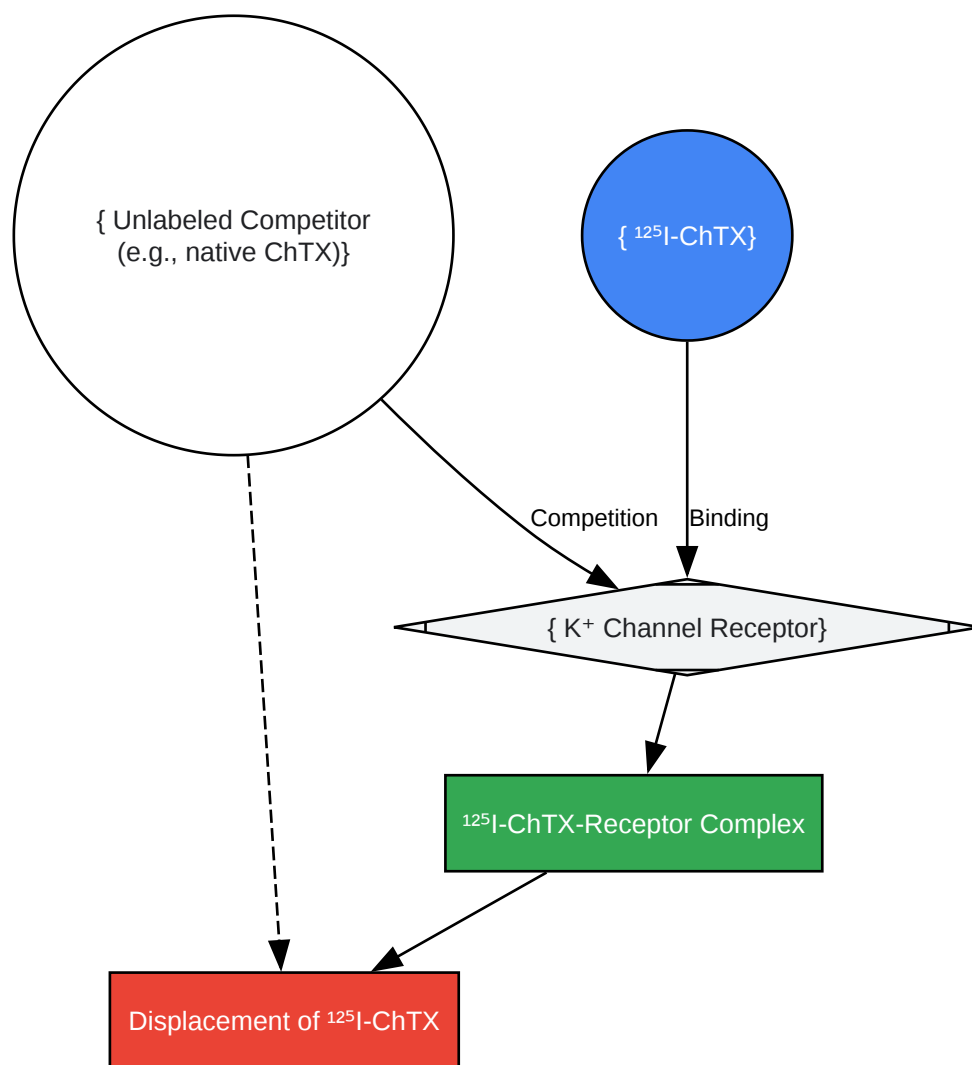 { Unlabeled Competitor
(e.g., native ChTX)}
{ ¹²⁵I-ChTX}
Competition
Binding
{ K⁺ Channel Receptor}
¹²⁵I-ChTX-Receptor Complex
Displacement of ¹²⁵I-ChTX